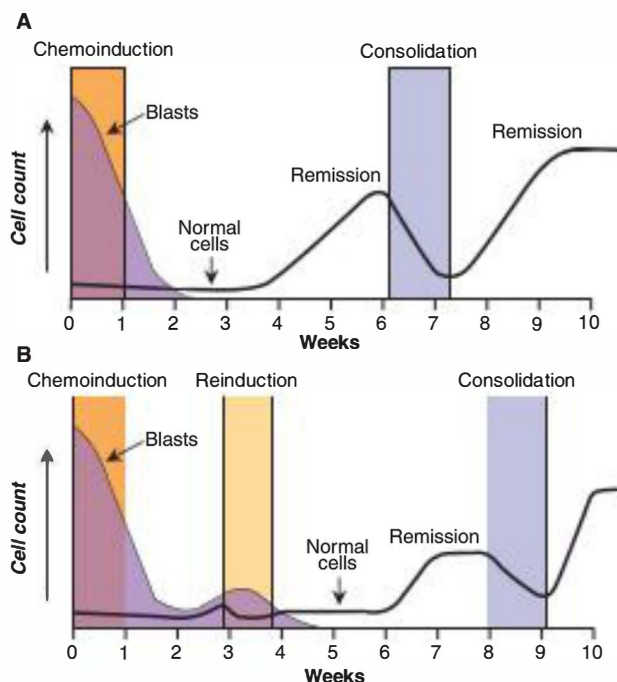 A
Chemoinduction
Consolidation
Blasts
Remission
Remission
Normal
cells
Cell count
0 1 2 3 4 5 6 7 8 9 10
Weeks
B
Chemoinduction
Reinduction
Consolidation
Blasts
Remission
Normal
cells
Cell count
0 1 2 3 4 5 6 7 8 9 10
Weeks